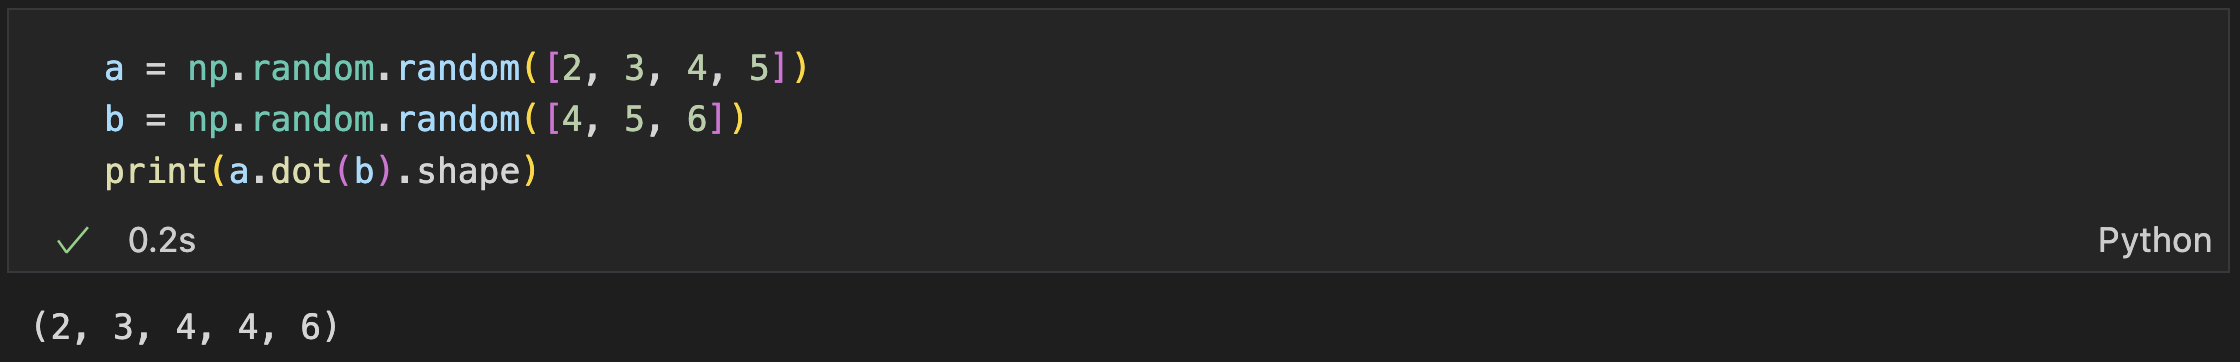 a = np.random.random([2, 3, 4, 5])
b = np.random.random([4, 5, 6])
print(a.dot(b).shape)
0.2s
Python
(2, 3, 4, 4, 6)